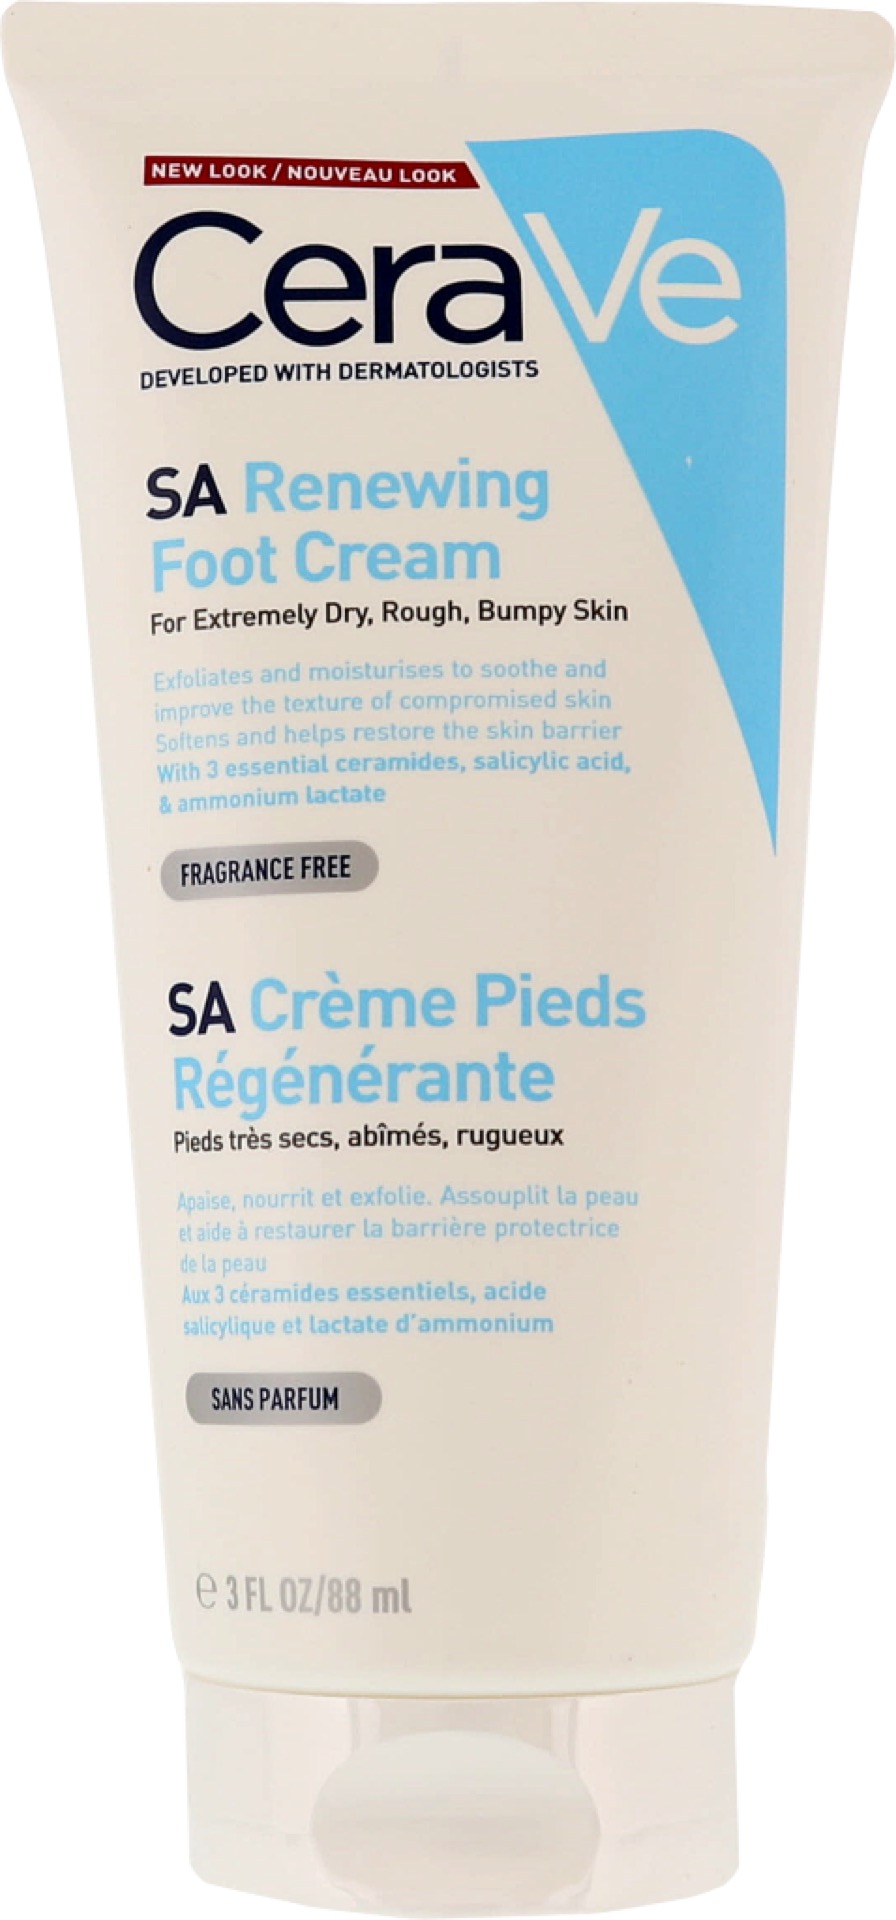 NEW LOOK / NOUVEAU LOOK
CeraVe
DEVELOPED WITH DERMATOLOGISTS
SA Renewing
Foot Cream
For Extremely Dry, Rough, Bumpy Skin
Exfoliates and moisturises to soothe and
improve the texture of compromised skin
Softens and helps restore the skin barrier
With 3 essential ceramides, salicylic acid,
& ammonium lactate
FRAGRANCE FREE
SA Crème Pieds
Régénérante
Pieds très secs, abîmés, rugueux
Apaise, nourrit et exfolie. Assouplit la peau
et aide à restaurer la barrière protectrice
de la peau
Aux 3 céramides essentiels, acide
salicylique et lactate d'ammonium
SANS PARFUM
℮ 3 FL OZ/88 ml